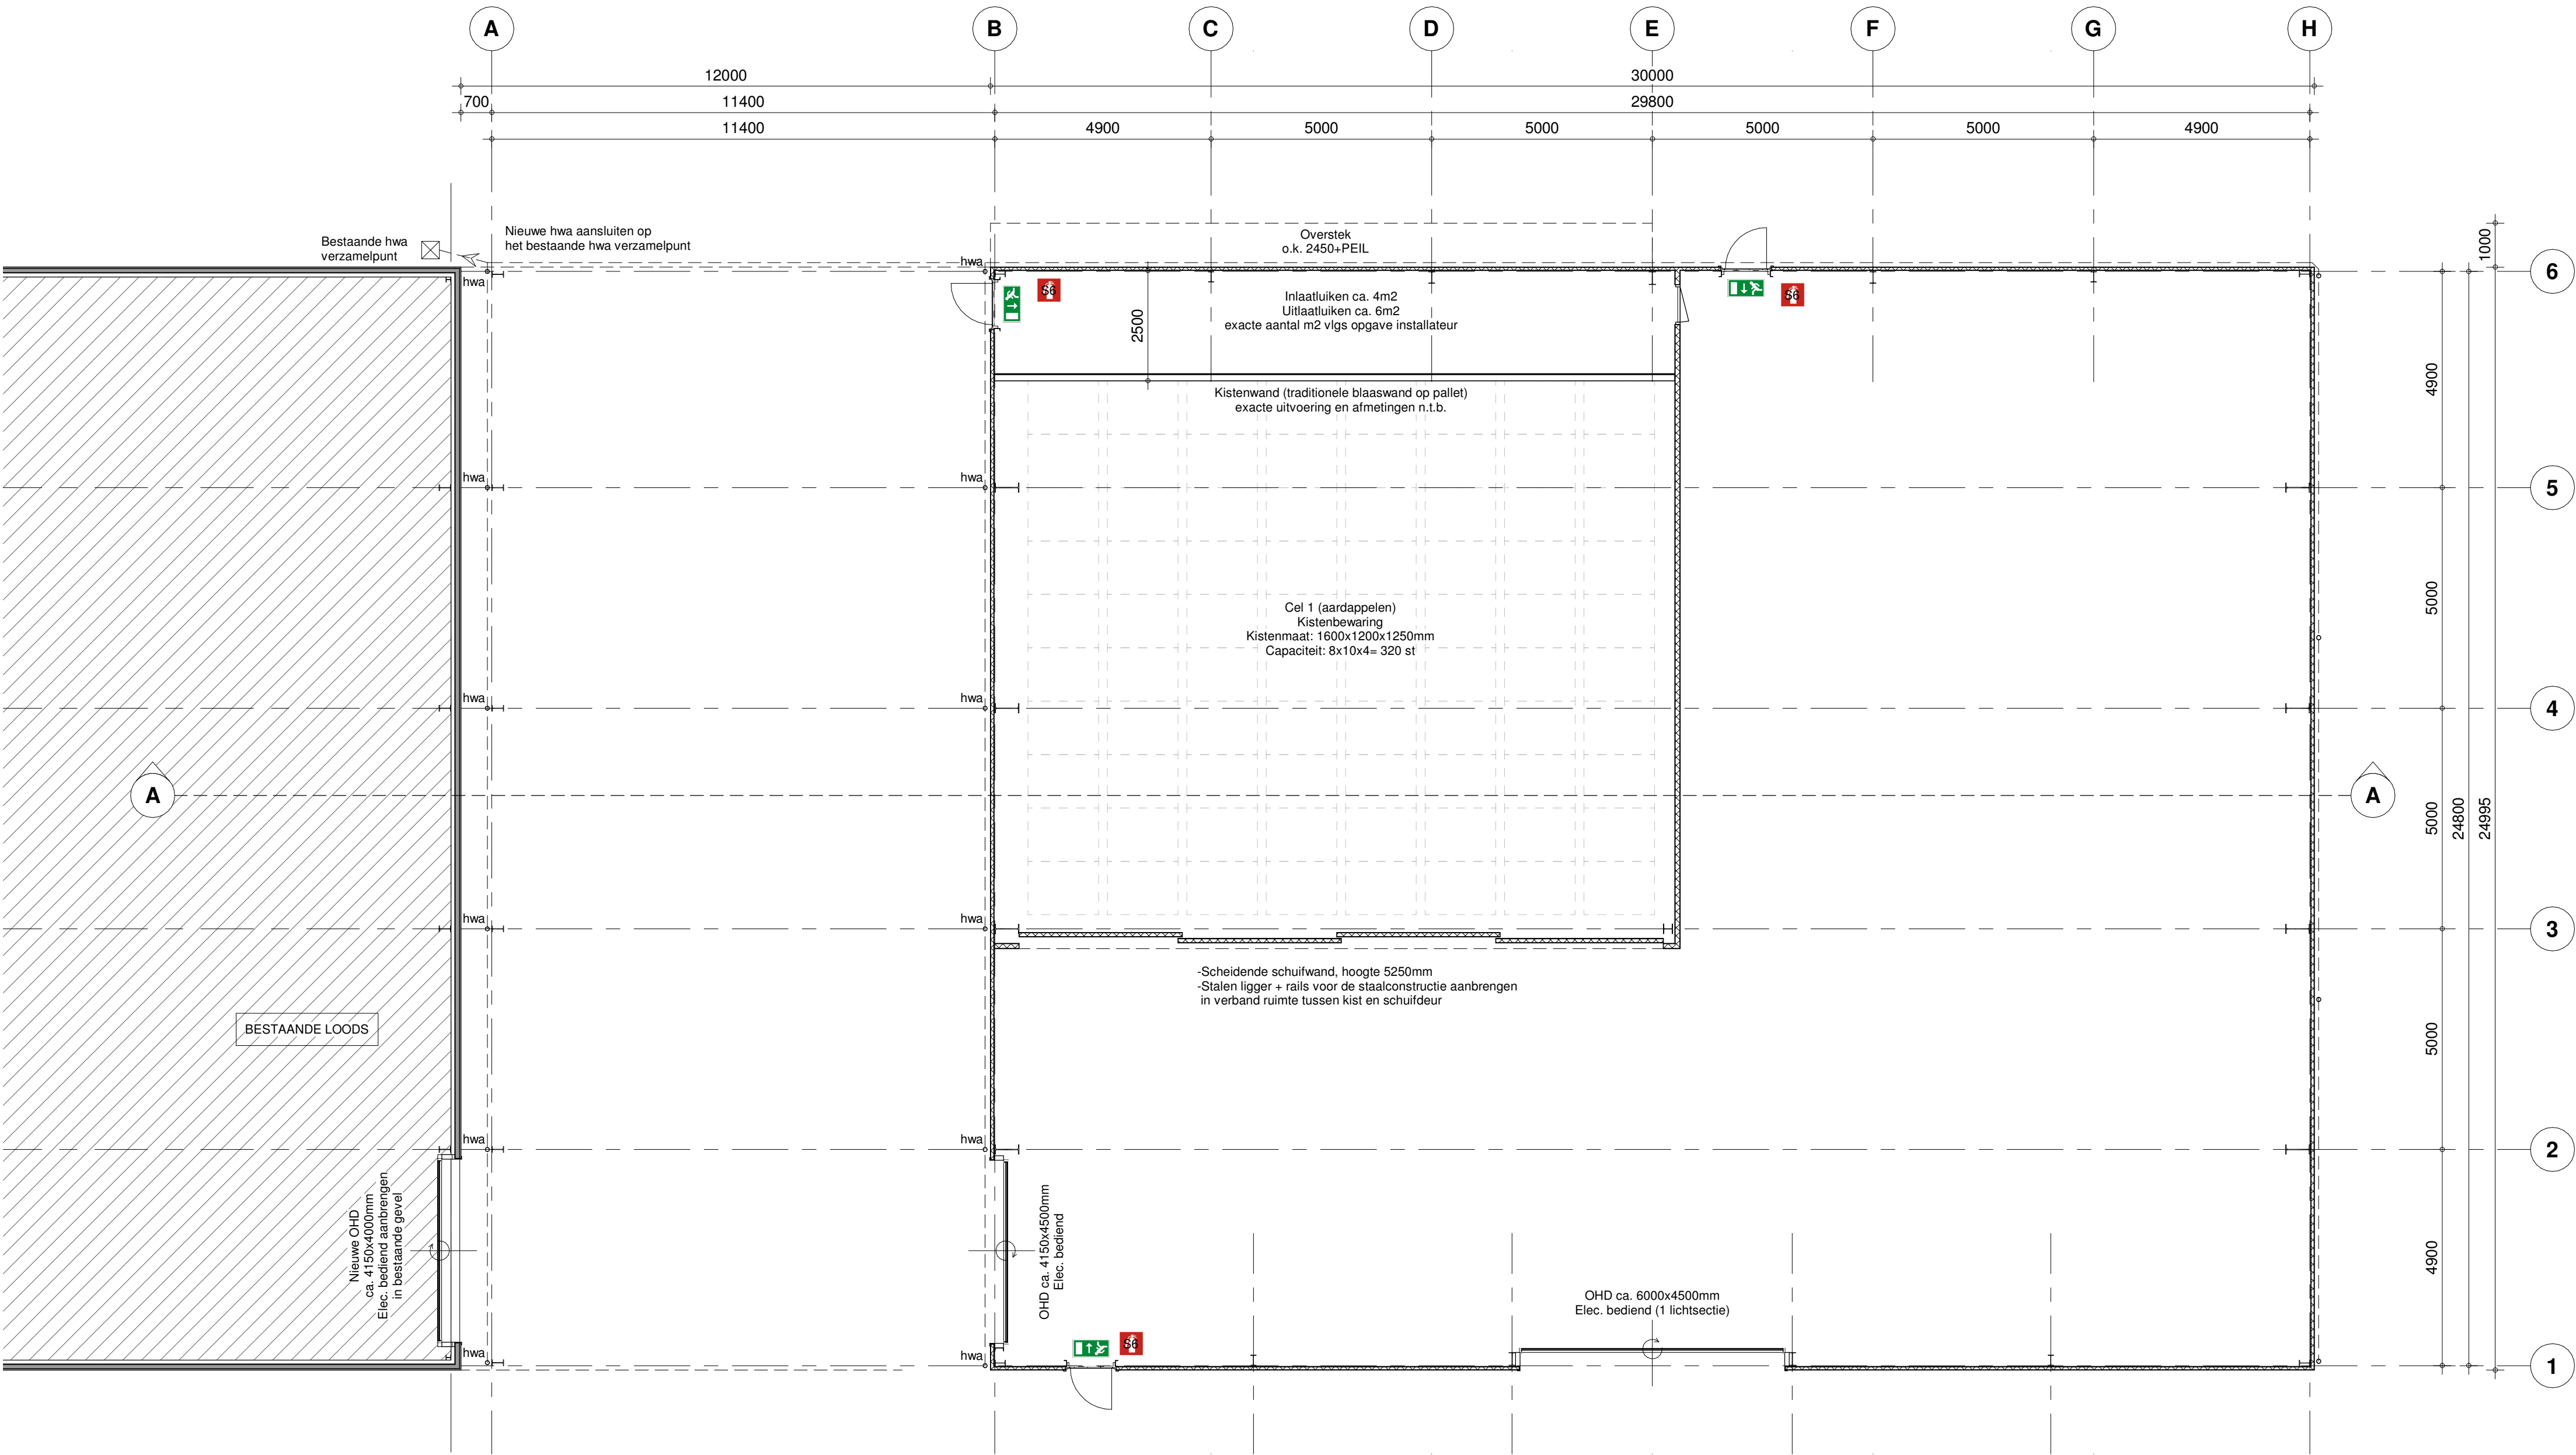 A B C D E F G H
12000 30000
700 11400 29800
11400 4900 5000 5000 5000 5000 4900
Bestaande hwa
verzamelpunt
Nieuwe hwa aansluiten op
het bestaande hwa verzamelpunt
Overstek
o.k. 2450+PEIL
1000
hwa
hwa
6
S6
S6
Inlaatluiken ca. 4m2
Uitlaatluiken ca. 6m2
exacte aantal m2 vlgs opgave installateur
2500
Kistenwand (traditionele blaaswand op pallet)
exacte uitvoering en afmetingen n.t.b.
4900
hwa
hwa
5
5000
Cel 1 (aardappelen)
Kistenbewaring
Kistenmaat: 1600x1200x1250mm
Capaciteit: 8x10x4= 320 st
hwa
hwa
4
A
A
5000
24800
24995
hwa
hwa
3
-Scheidende schuifwand, hoogte 5250mm
-Stalen ligger + rails voor de staalconstructie aanbrengen
in verband ruimte tussen kist en schuifdeur
BESTAANDE LOODS
5000
hwa
hwa
2
Nieuwe OHD
ca. 4150x4000mm
Elec. bediend aanbrengen
in bestaande gevel
OHD ca. 4150x4500mm
Elec. bediend
4900
OHD ca. 6000x4500mm
Elec. bediend (1 lichtsectie)
S6
hwa
hwa
1